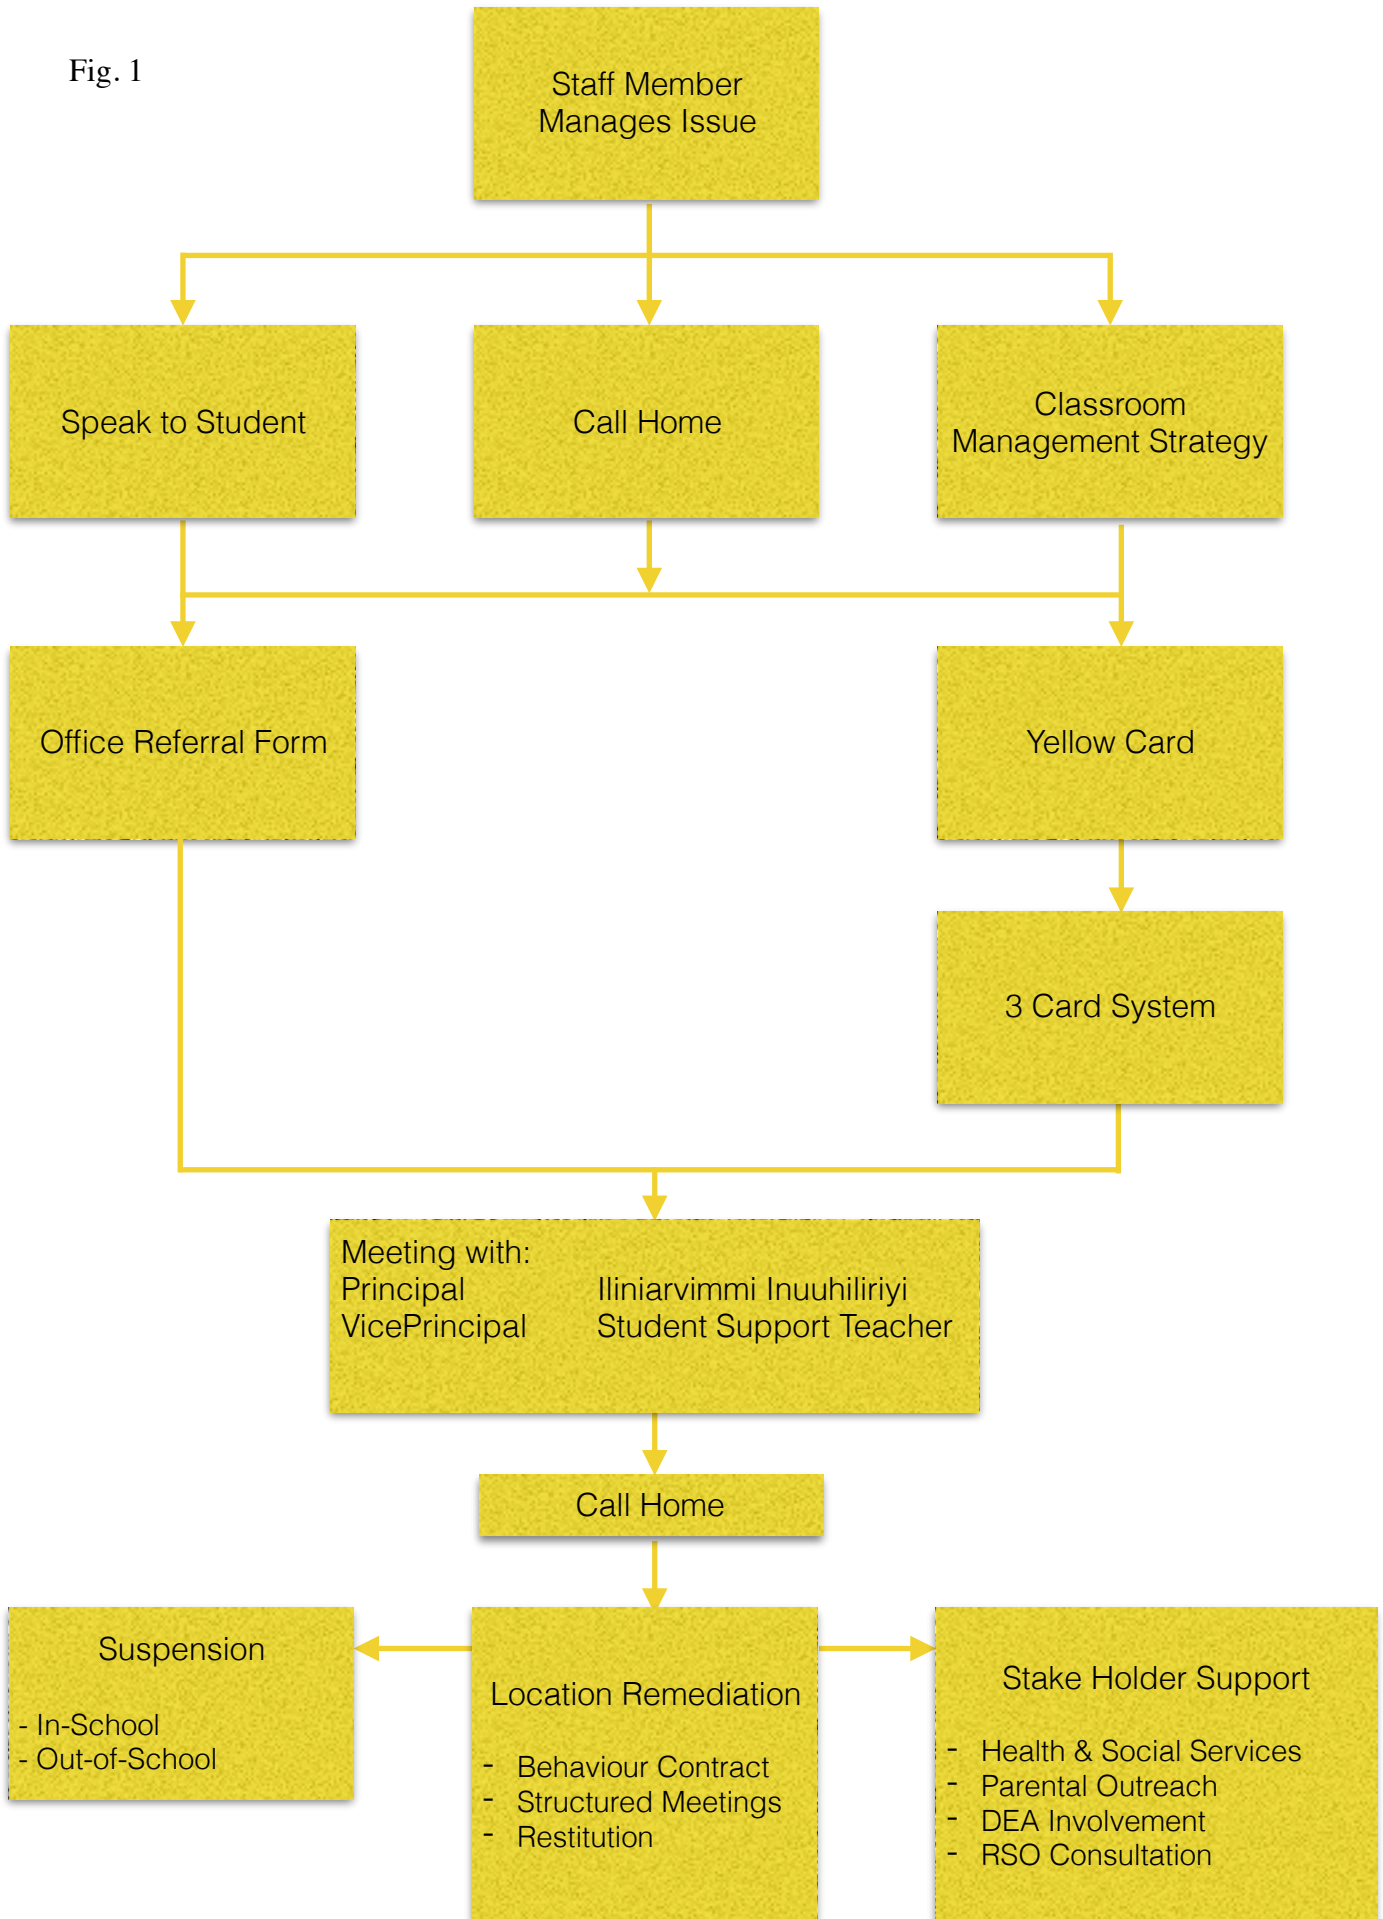 Fig. 1
Staff Member
Manages Issue
Speak to Student
Call Home
Classroom
Management Strategy
Office Referral Form
Yellow Card
3 Card System
Meeting with:
Principal Iliniarvimmi Inuuhiliriyi
VicePrincipal Student Support Teacher
Call Home
Suspension
- In-School
- Out-of-School
Location Remediation
- Behaviour Contract
- Structured Meetings
- Restitution
Stake Holder Support
- Health & Social Services
- Parental Outreach
- DEA Involvement
- RSO Consultation